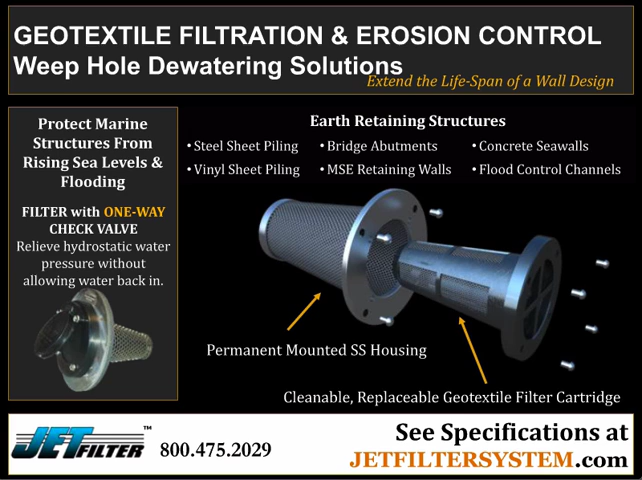 GEOTEXTILE FILTRATION & EROSION CONTROL
Weep Hole Dewatering Solutions
Extend the Life-Span of a Wall Design
Protect Marine
Structures From
Rising Sea Levels &
Flooding
FILTER with ONE-WAY
CHECK VALVE
Relieve hydrostatic water
pressure without
allowing water back in.
Earth Retaining Structures
• Steel Sheet Piling
• Bridge Abutments
• Concrete Seawalls
• Vinyl Sheet Piling
• MSE Retaining Walls
• Flood Control Channels
Permanent Mounted SS Housing
Cleanable, Replaceable Geotextile Filter Cartridge
JET FILTER™
800.475.2029
See Specifications at
JETFILTERSYSTEM.com